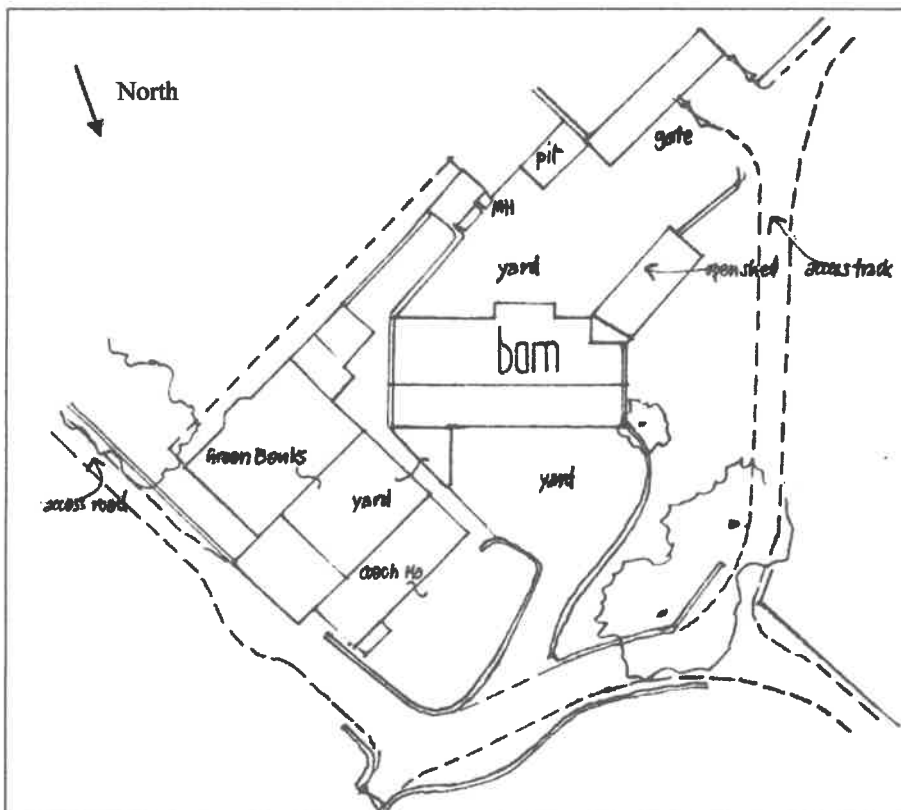 North
gate
pit
MH
yard
open shed
access track
barn
Green Banks
yard
yard
access road
coach Ho